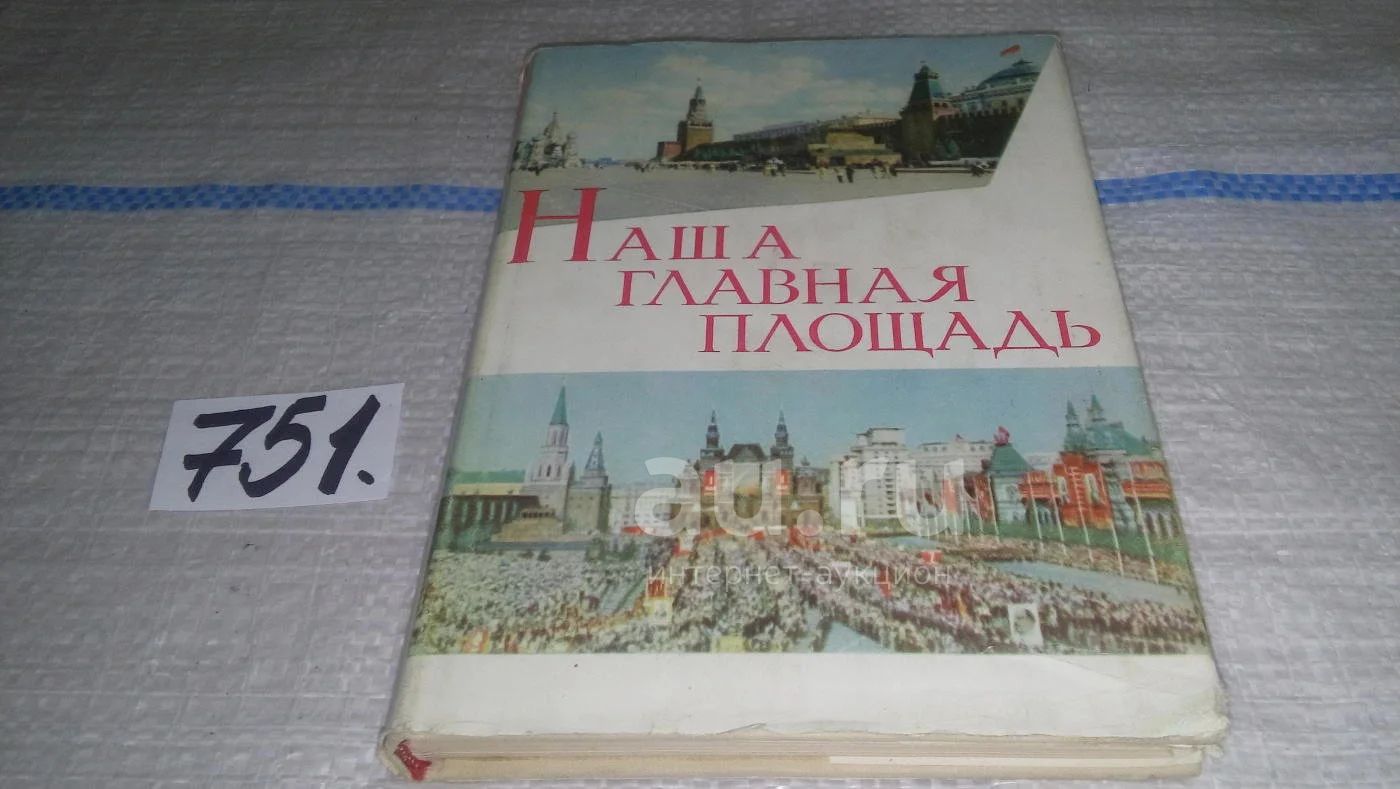 Наша
главная
площадь
751.
au.ru
интернет-аукцион